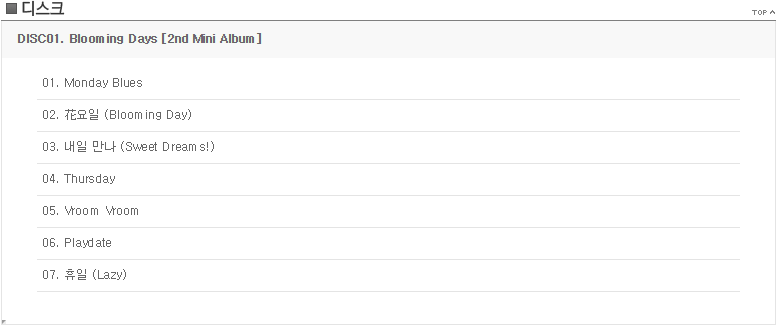 디스크
TOP
DISC01. Blooming Days [2nd Mini Album]
01. Monday Blues
02. 花요일 (Blooming Day)
03. 내일 만나 (Sweet Dreams!)
04. Thursday
05. Vroom Vroom
06. Playdate
07. 휴일 (Lazy)